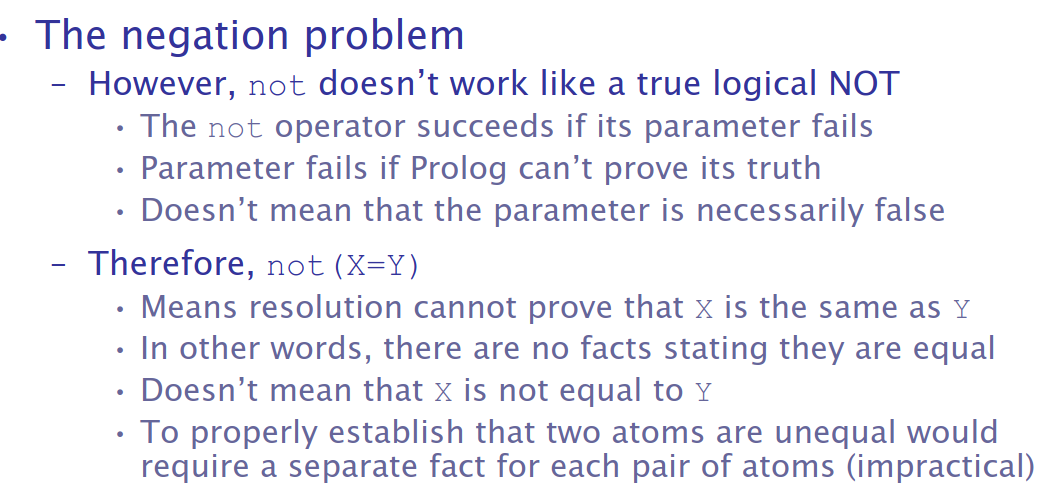 • The negation problem
– However, not doesn’t work like a true logical NOT
• The not operator succeeds if its parameter fails
• Parameter fails if Prolog can’t prove its truth
• Doesn’t mean that the parameter is necessarily false
– Therefore, not(X=Y)
• Means resolution cannot prove that X is the same as Y
• In other words, there are no facts stating they are equal
• Doesn’t mean that X is not equal to Y
• To properly establish that two atoms are unequal would
require a separate fact for each pair of atoms (impractical)